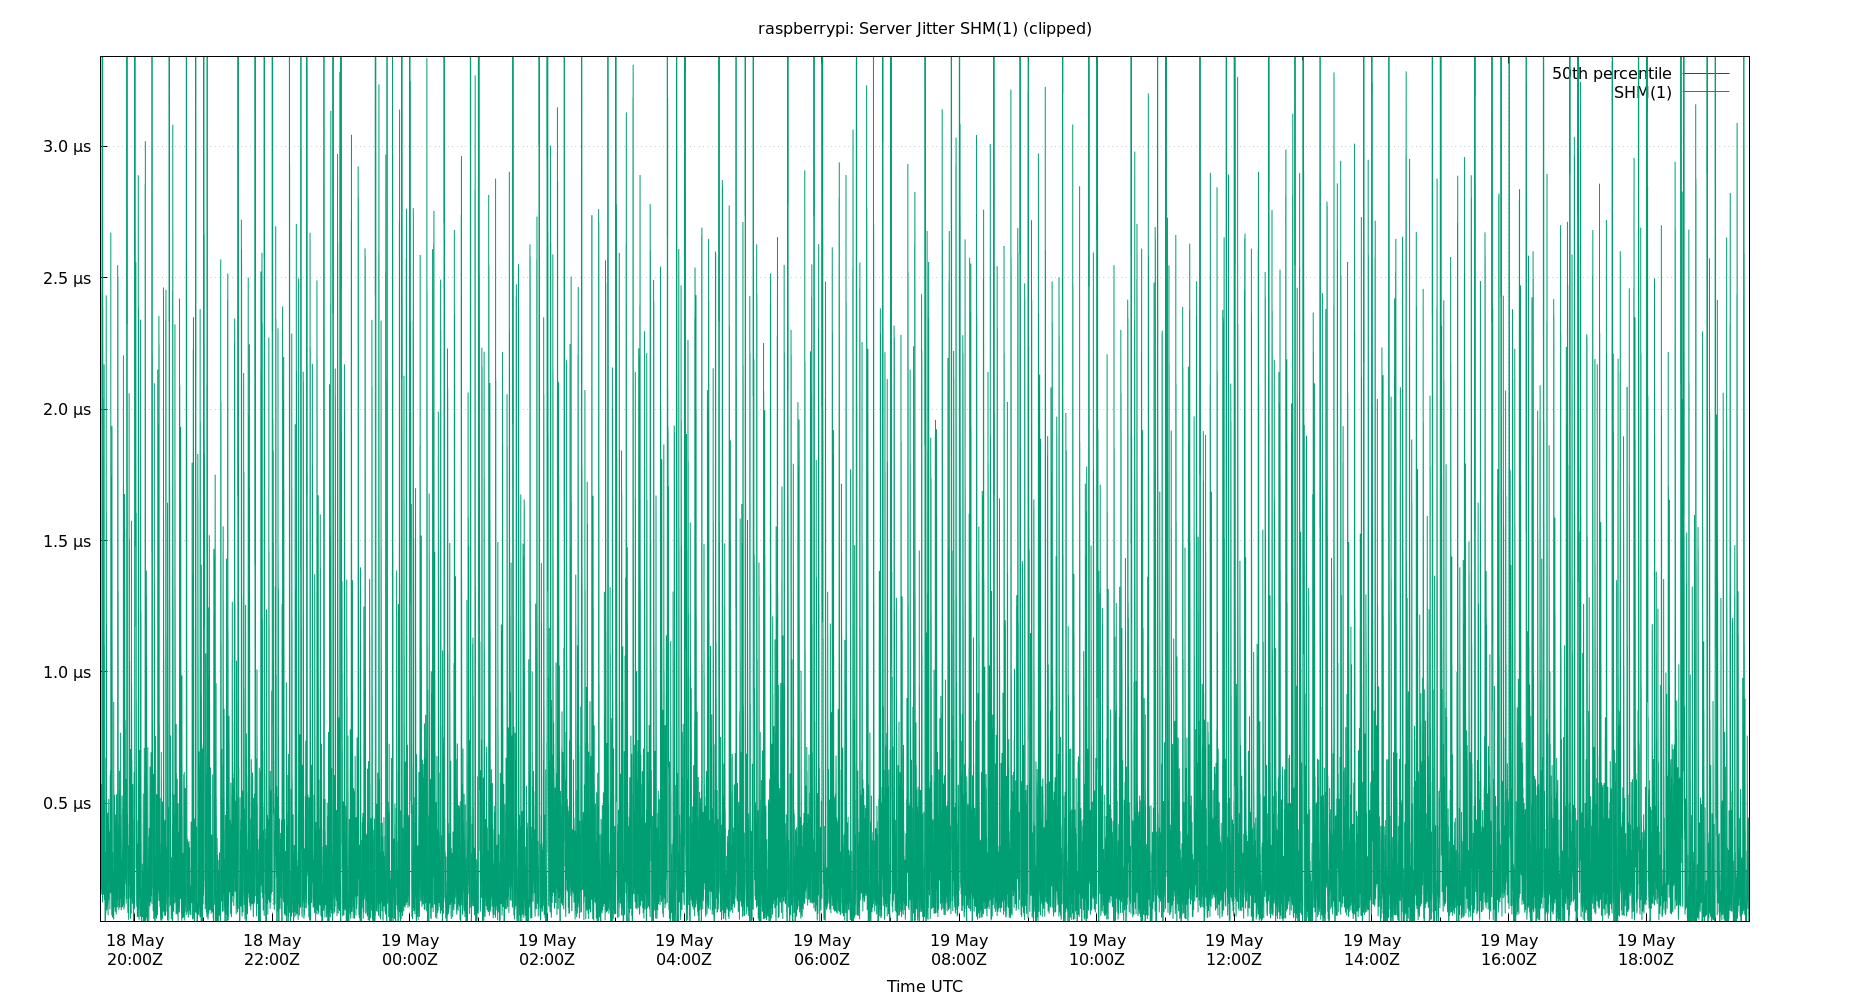 raspberrypi: Server Jitter SHM(1) (clipped)
50th percentile
SHM(1)
3.0 µs
2.5 µs
2.0 µs
1.5 µs
1.0 µs
0.5 µs
18 May 18 May 19 May 19 May 19 May 19 May 19 May 19 May 19 May 19 May 19 May 19 May
20:00Z 22:00Z 00:00Z 02:00Z 04:00Z 06:00Z 08:00Z 10:00Z 12:00Z 14:00Z 16:00Z 18:00Z
Time UTC